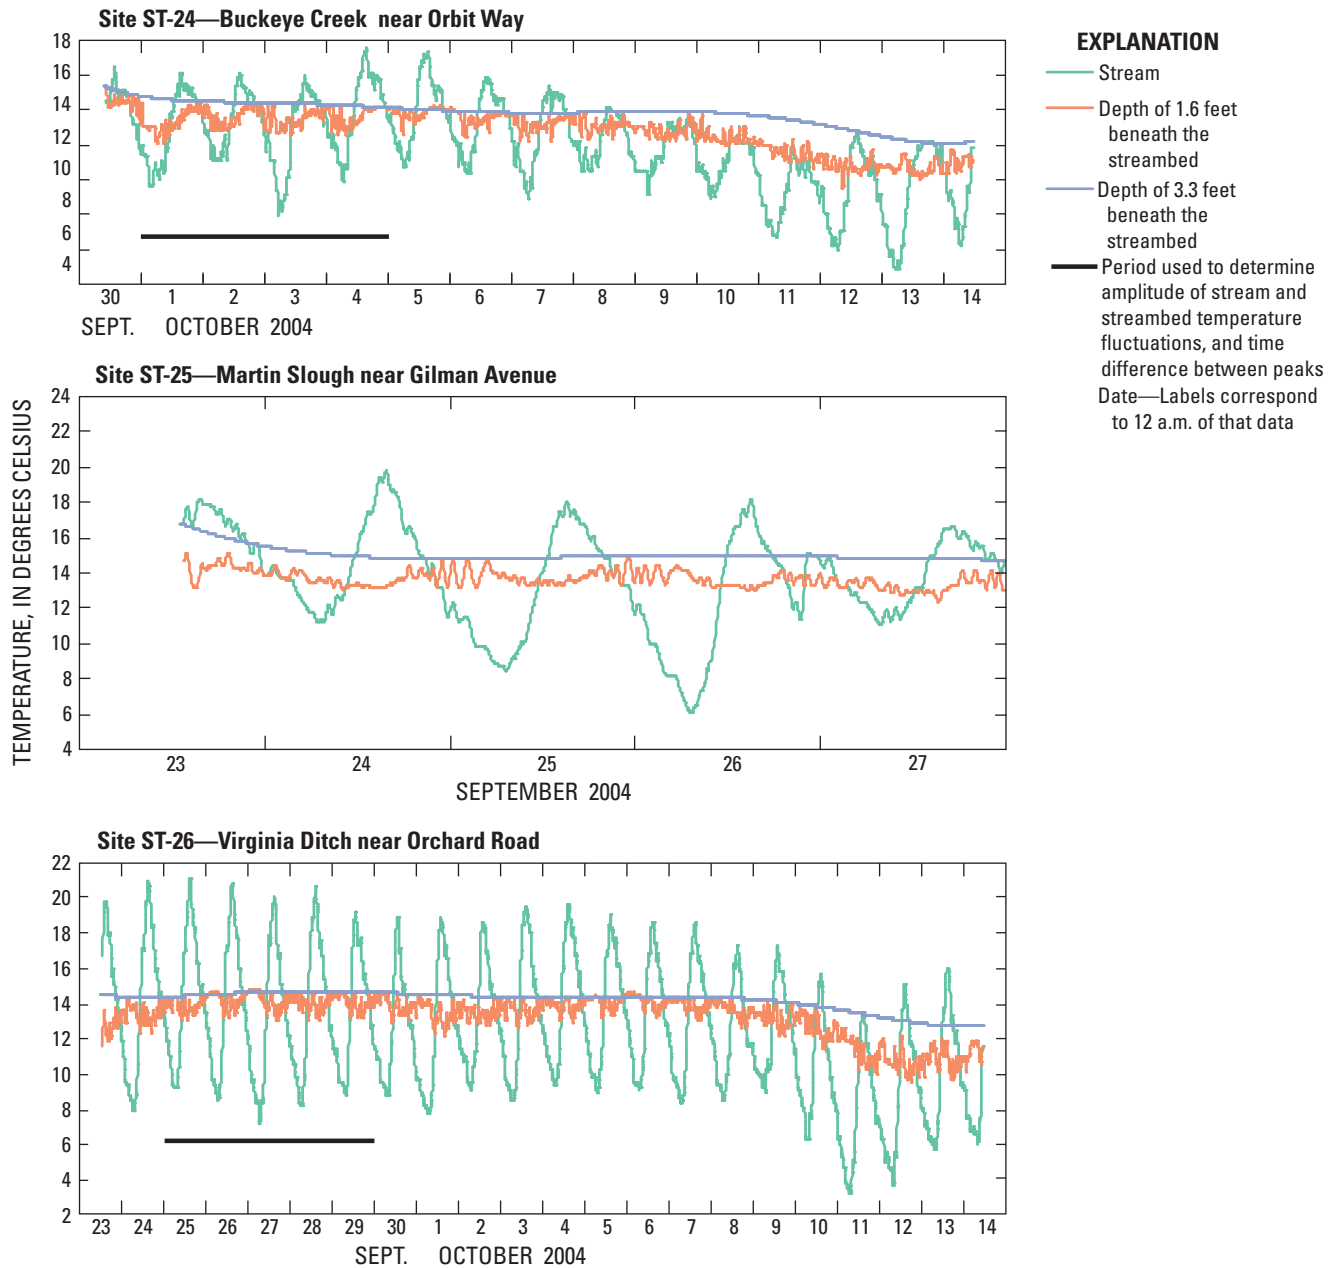 Site ST-24—Buckeye Creek near Orbit Way
18
16
14
12
10
8
6
4
30 1 2 3 4 5 6 7 8 9 10 11 12 13 14
SEPT. OCTOBER 2004
EXPLANATION
Stream
Depth of 1.6 feet
beneath the
streambed
Depth of 3.3 feet
beneath the
streambed
Period used to determine
amplitude of stream and
streambed temperature
fluctuations, and time
difference between peaks
Date—Labels correspond
to 12 a.m. of that data
TEMPERATURE, IN DEGREES CELSIUS
Site ST-25—Martin Slough near Gilman Avenue
24
22
20
18
16
14
12
10
8
6
4
23 24 25 26 27
SEPTEMBER 2004
Site ST-26—Virginia Ditch near Orchard Road
22
20
18
16
14
12
10
8
6
4
2
23 24 25 26 27 28 29 30 1 2 3 4 5 6 7 8 9 10 11 12 13 14
SEPT. OCTOBER 2004